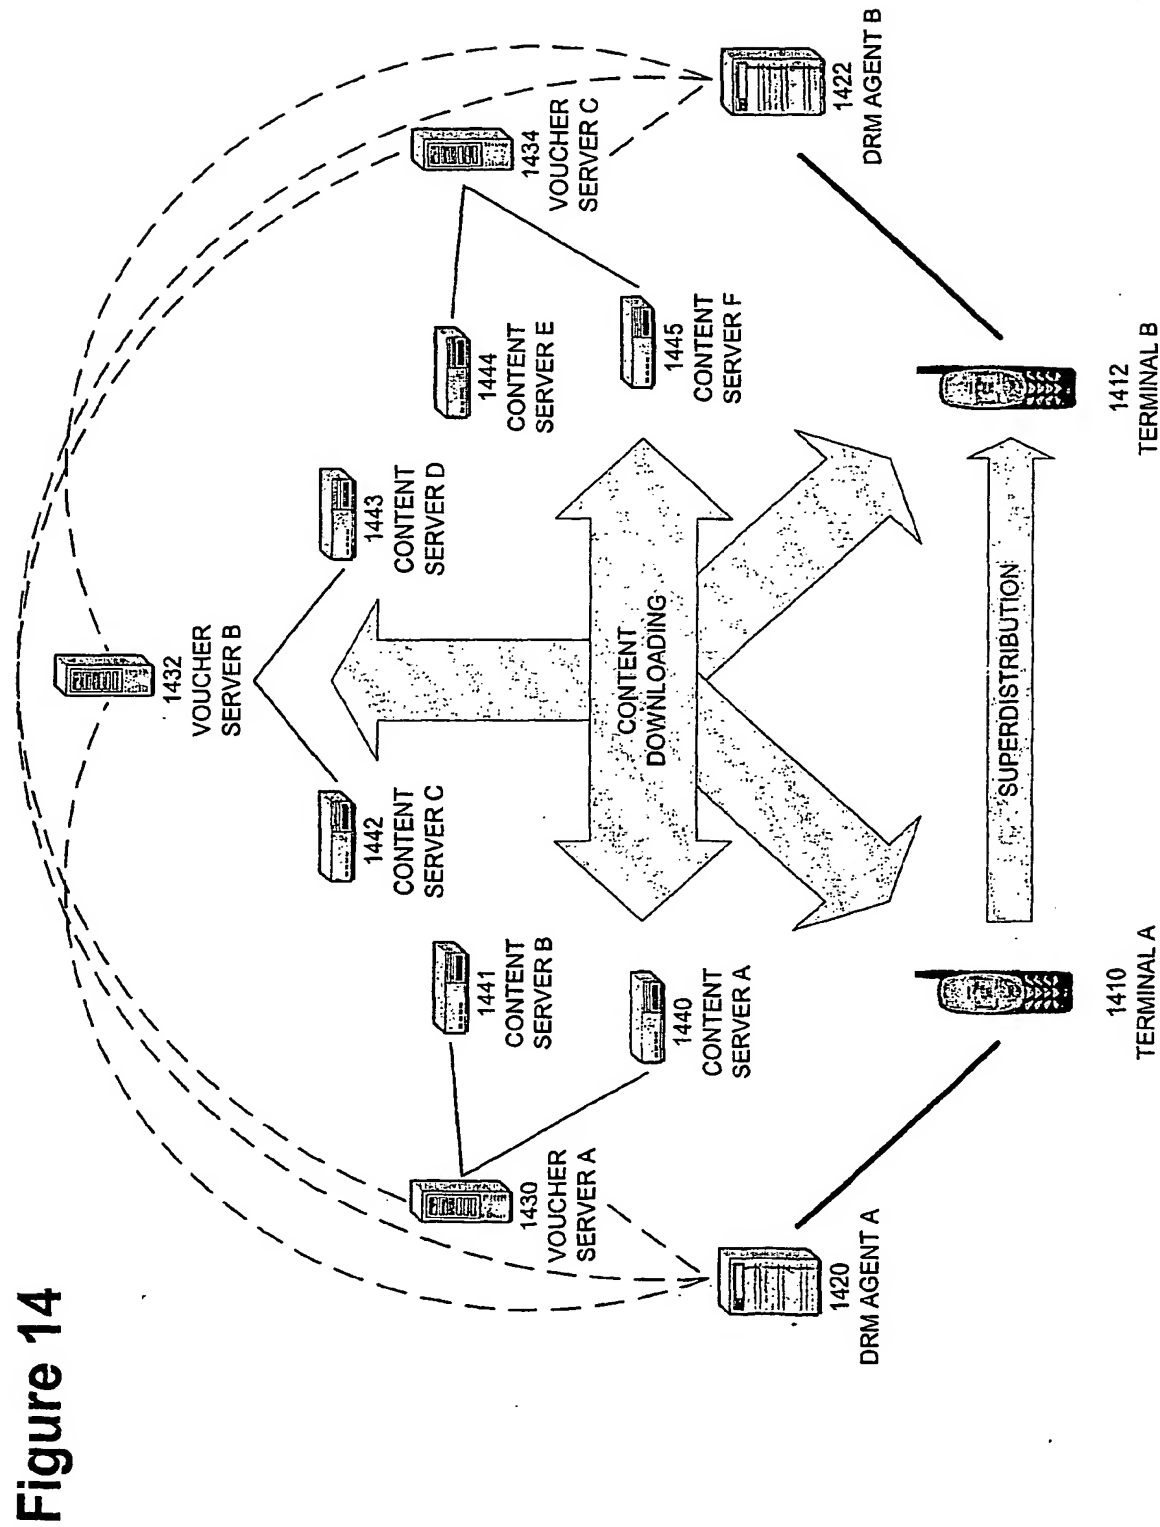 Figure 14
1432
VOUCHER
SERVER B
1442
CONTENT
SERVER C
1443
CONTENT
SERVER D
1430
VOUCHER
SERVER A
1441
CONTENT
SERVER B
1444
CONTENT
SERVER E
1434
VOUCHER
SERVER C
1440
CONTENT
SERVER A
CONTENT
DOWNLOADING
1445
CONTENT
SERVER F
1420
DRM AGENT A
1422
DRM AGENT B
SUPERDISTRIBUTION
1410
TERMINAL A
1412
TERMINAL B